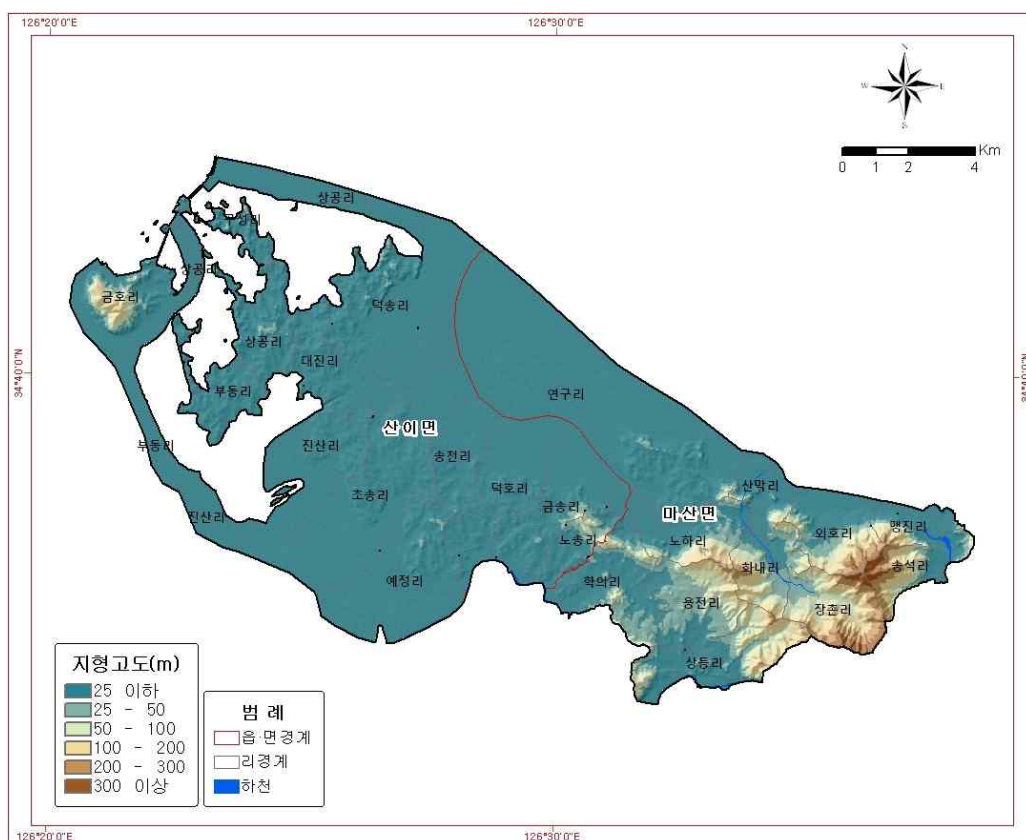 126°20'0"E
126°30'0"E
N
W
E
S
Km
0 1 2 4
상공리
구성리
상공리
금호리
덕송리
상공리
대진리
34°40'0"N
34°40'0"N
부동리
연구리
산이면
부동리
진산리
송천리
초송리
덕호리
산막리
금송리
마산면
진산리
외호리
맹진리
노송리
노하리
화내리
송석리
예정리
학의리
용전리
장촌리
상등리
지형고도(m)
25 이하
25 - 50
50 - 100
100 - 200
200 - 300
300 이상
범 례
읍·면경계
리경계
하천
126°20'0"E
126°30'0"E